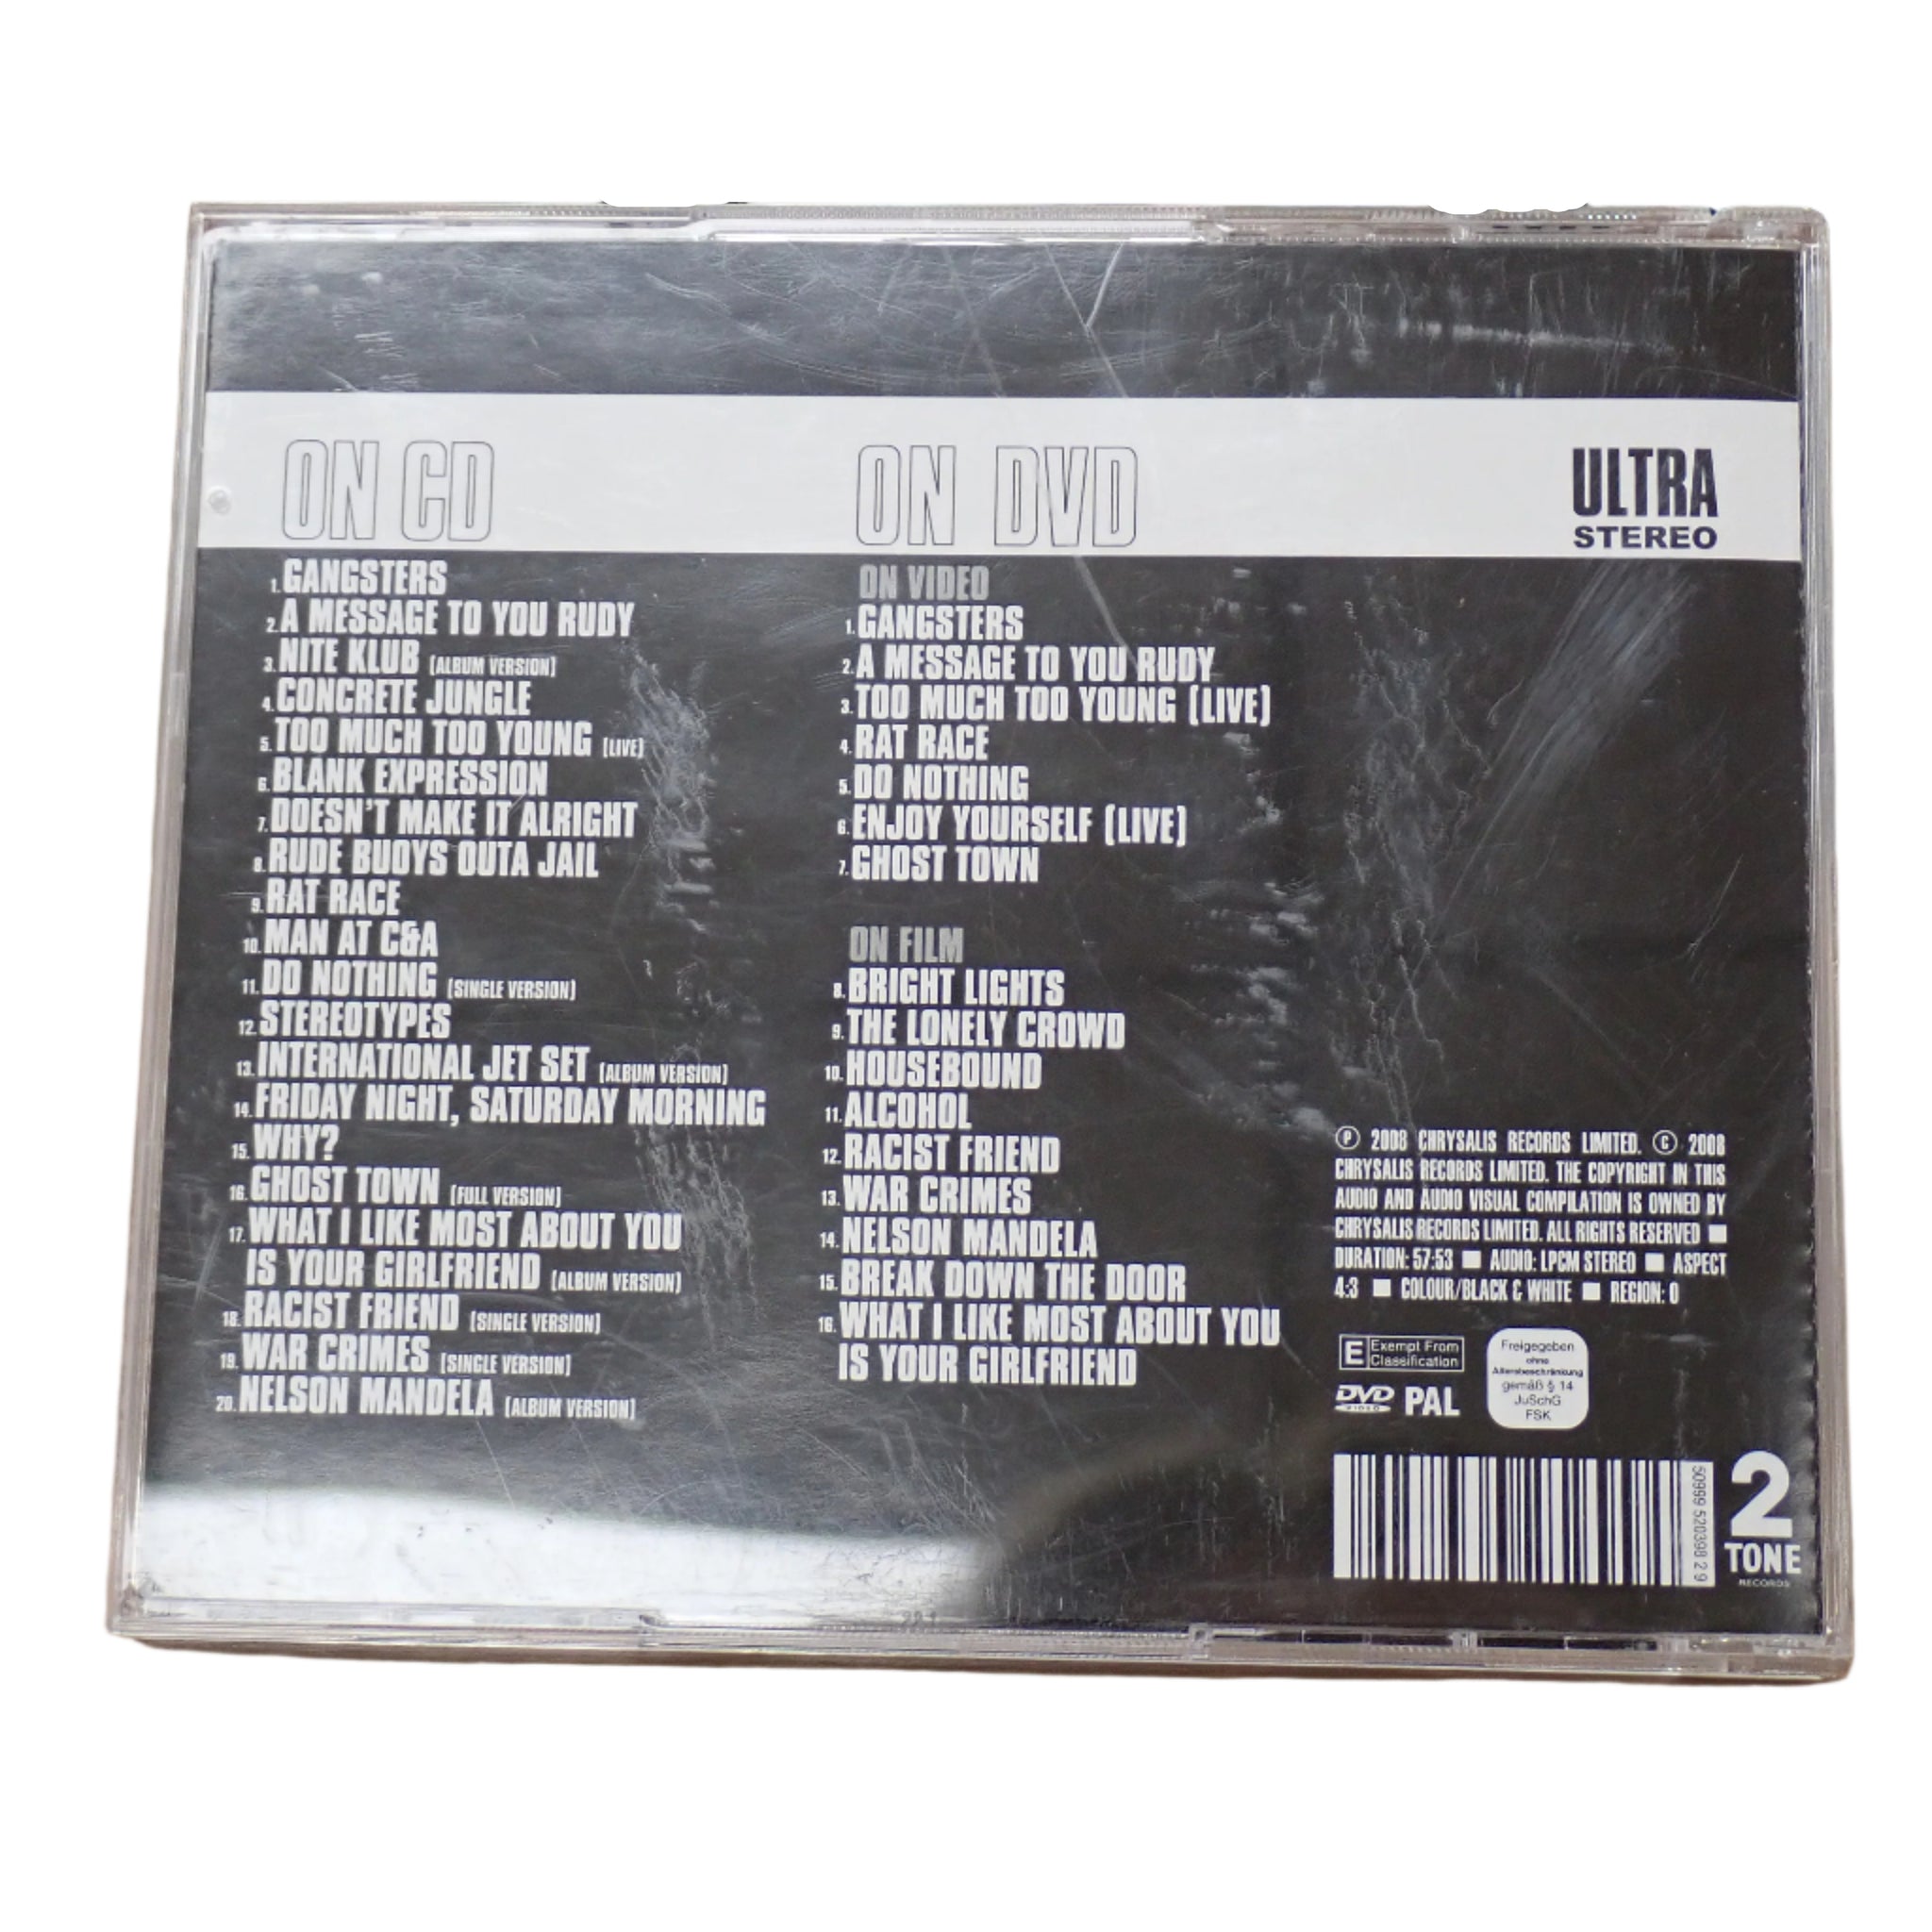 ON CD
1. GANGSTERS
2. A MESSAGE TO YOU RUDY
3. NITE KLUB [ALBUM VERSION]
4. CONCRETE JUNGLE
5. TOO MUCH TOO YOUNG [LIVE]
6. BLANK EXPRESSION
7. DOESN'T MAKE IT ALRIGHT
8. RUDE BUOYS OUTA JAIL
9. RAT RACE
10. MAN AT C&A
11. DO NOTHING [SINGLE VERSION]
12. STEREOTYPES
13. INTERNATIONAL JET SET [ALBUM VERSION]
14. FRIDAY NIGHT, SATURDAY MORNING
15. WHY?
16. GHOST TOWN [FULL VERSION]
17. WHAT I LIKE MOST ABOUT YOU
IS YOUR GIRLFRIEND [ALBUM VERSION]
18. RACIST FRIEND [SINGLE VERSION]
19. WAR CRIMES [SINGLE VERSION]
20. NELSON MANDELA [ALBUM VERSION]
ON DVD
ON VIDEO
1. GANGSTERS
2. A MESSAGE TO YOU RUDY
3. TOO MUCH TOO YOUNG (LIVE)
4. RAT RACE
5. DO NOTHING
6. ENJOY YOURSELF (LIVE)
7. GHOST TOWN
ON FILM
8. BRIGHT LIGHTS
9. THE LONELY CROWD
10. HOUSEBOUND
11. ALCOHOL
12. RACIST FRIEND
13. WAR CRIMES
14. NELSON MANDELA
15. BREAK DOWN THE DOOR
16. WHAT I LIKE MOST ABOUT YOU
IS YOUR GIRLFRIEND
ULTRA
STEREO
℗ 2008 CHRYSALIS RECORDS LIMITED. © 2008
CHRYSALIS RECORDS LIMITED. THE COPYRIGHT IN THIS
AUDIO AND AUDIO VISUAL COMPILATION IS OWNED BY
CHRYSALIS RECORDS LIMITED. ALL RIGHTS RESERVED ■
DURATION: 57:53 ■ AUDIO: LPCM STEREO ■ ASPECT
4:3 ■ COLOUR/BLACK & WHITE ■ REGION: 0
E Exempt From
Classification
DVD
VIDEO
PAL
Freigegeben
ohne
Altersbeschränkung
gemäß § 14
JuSchG
FSK
50999 520398 2 9
2
TONE
RECORDS